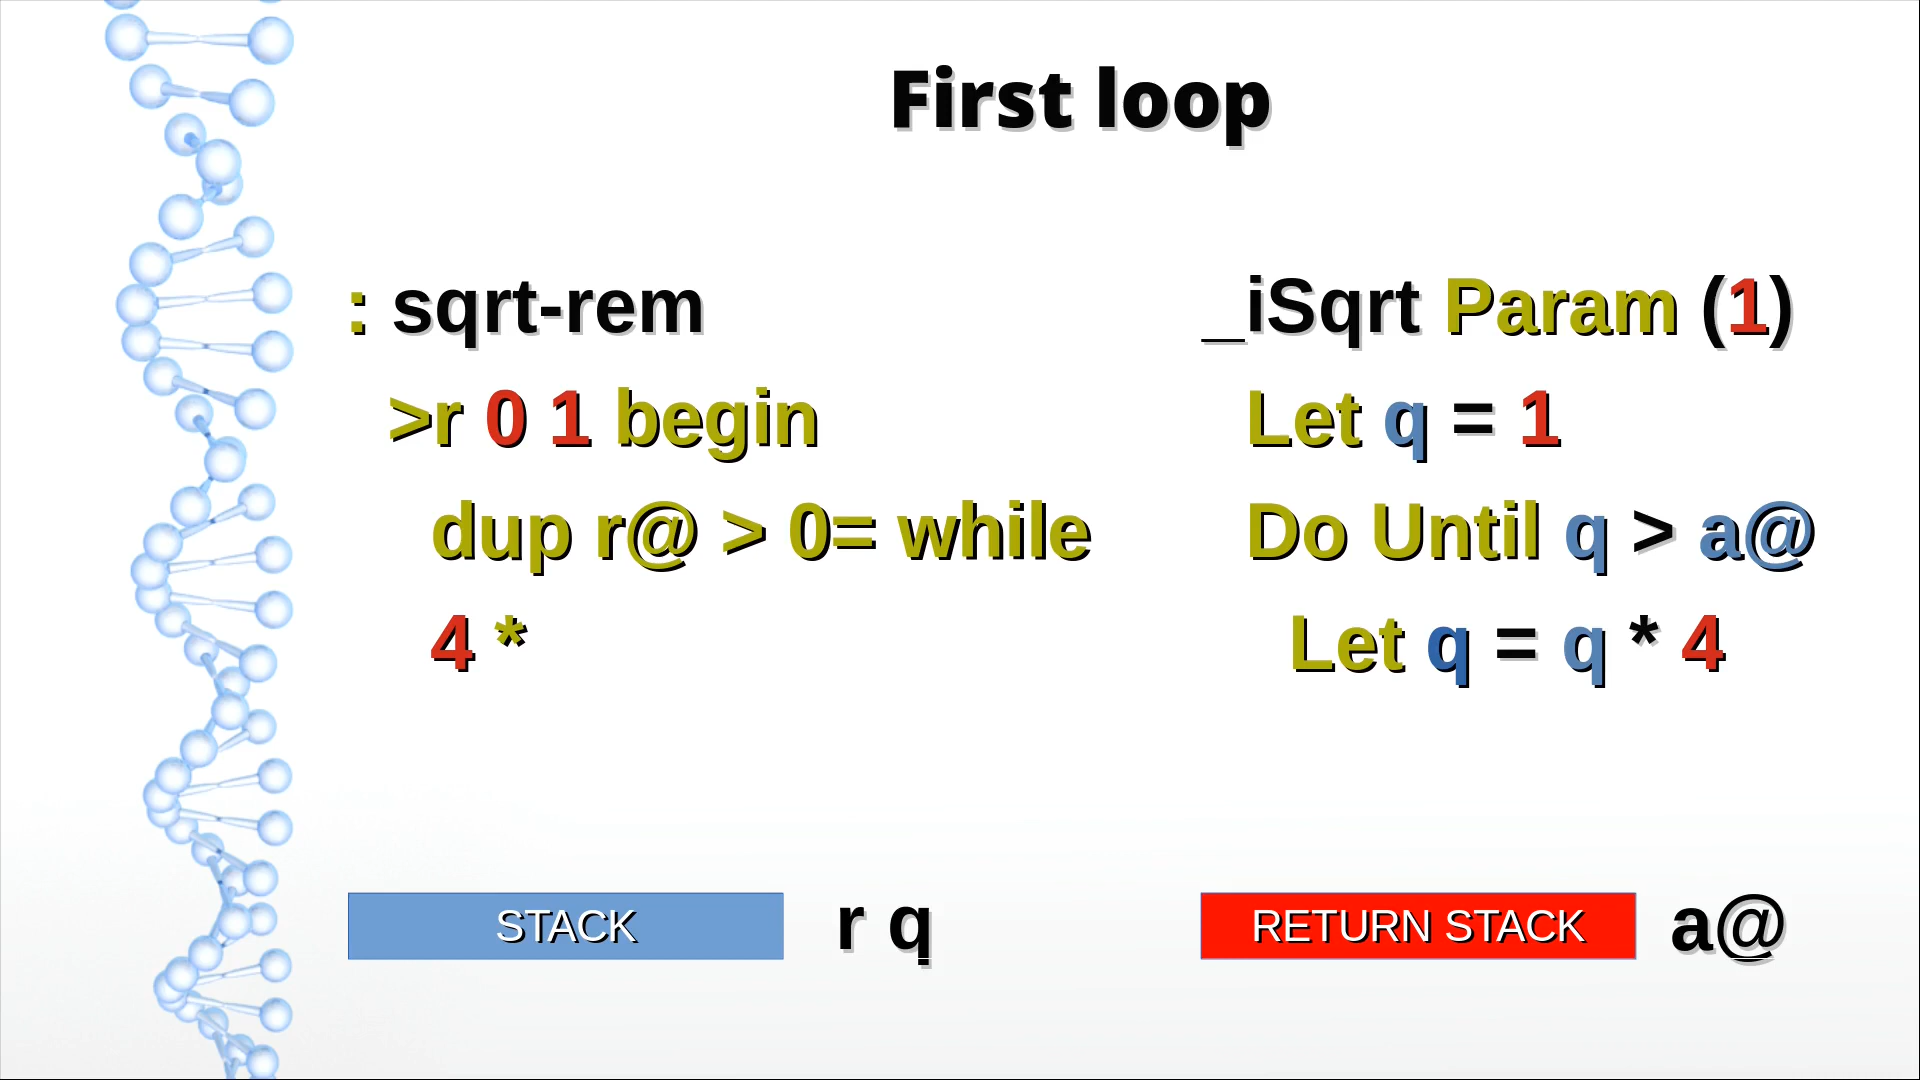 First loop
: sqrt-rem
>r 0 1 begin
dup r@ > 0= while
4 *
_iSqrt Param (1)
Let q = 1
Do Until q > a@
Let q = q * 4
STACK
r q
RETURN STACK
a@